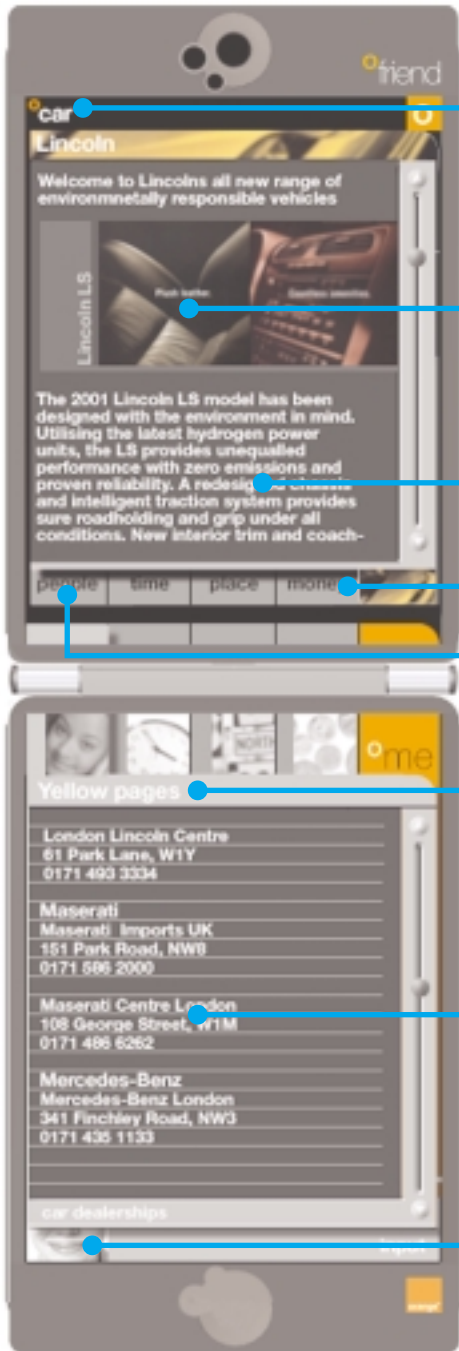 friend
car
Lincoln
Welcome to Lincolns all new range of
environmnetally responsible vehicles
Lincoln LS
Plush leather.
Countless amenities.
The 2001 Lincoln LS model has been
designed with the environment in mind.
Utilising the latest hydrogen power
units, the LS provides unequalled
performance with zero emissions and
proven reliability. A redesigned chassis
and intelligent traction system provides
sure roadholding and grip under all
conditions. New interior trim and coach-
people time place money
NORTH
me
Yellow pages
London Lincoln Centre
61 Park Lane, W1Y
0171 493 3334
Maserati
Maserati Imports UK
151 Park Road, NW8
0171 586 2000
Maserati Centre London
108 George Street, W1M
0171 486 6262
Mercedes-Benz
Mercedes-Benz London
341 Finchley Road, NW3
0171 435 1133
car dealerships
input
orange